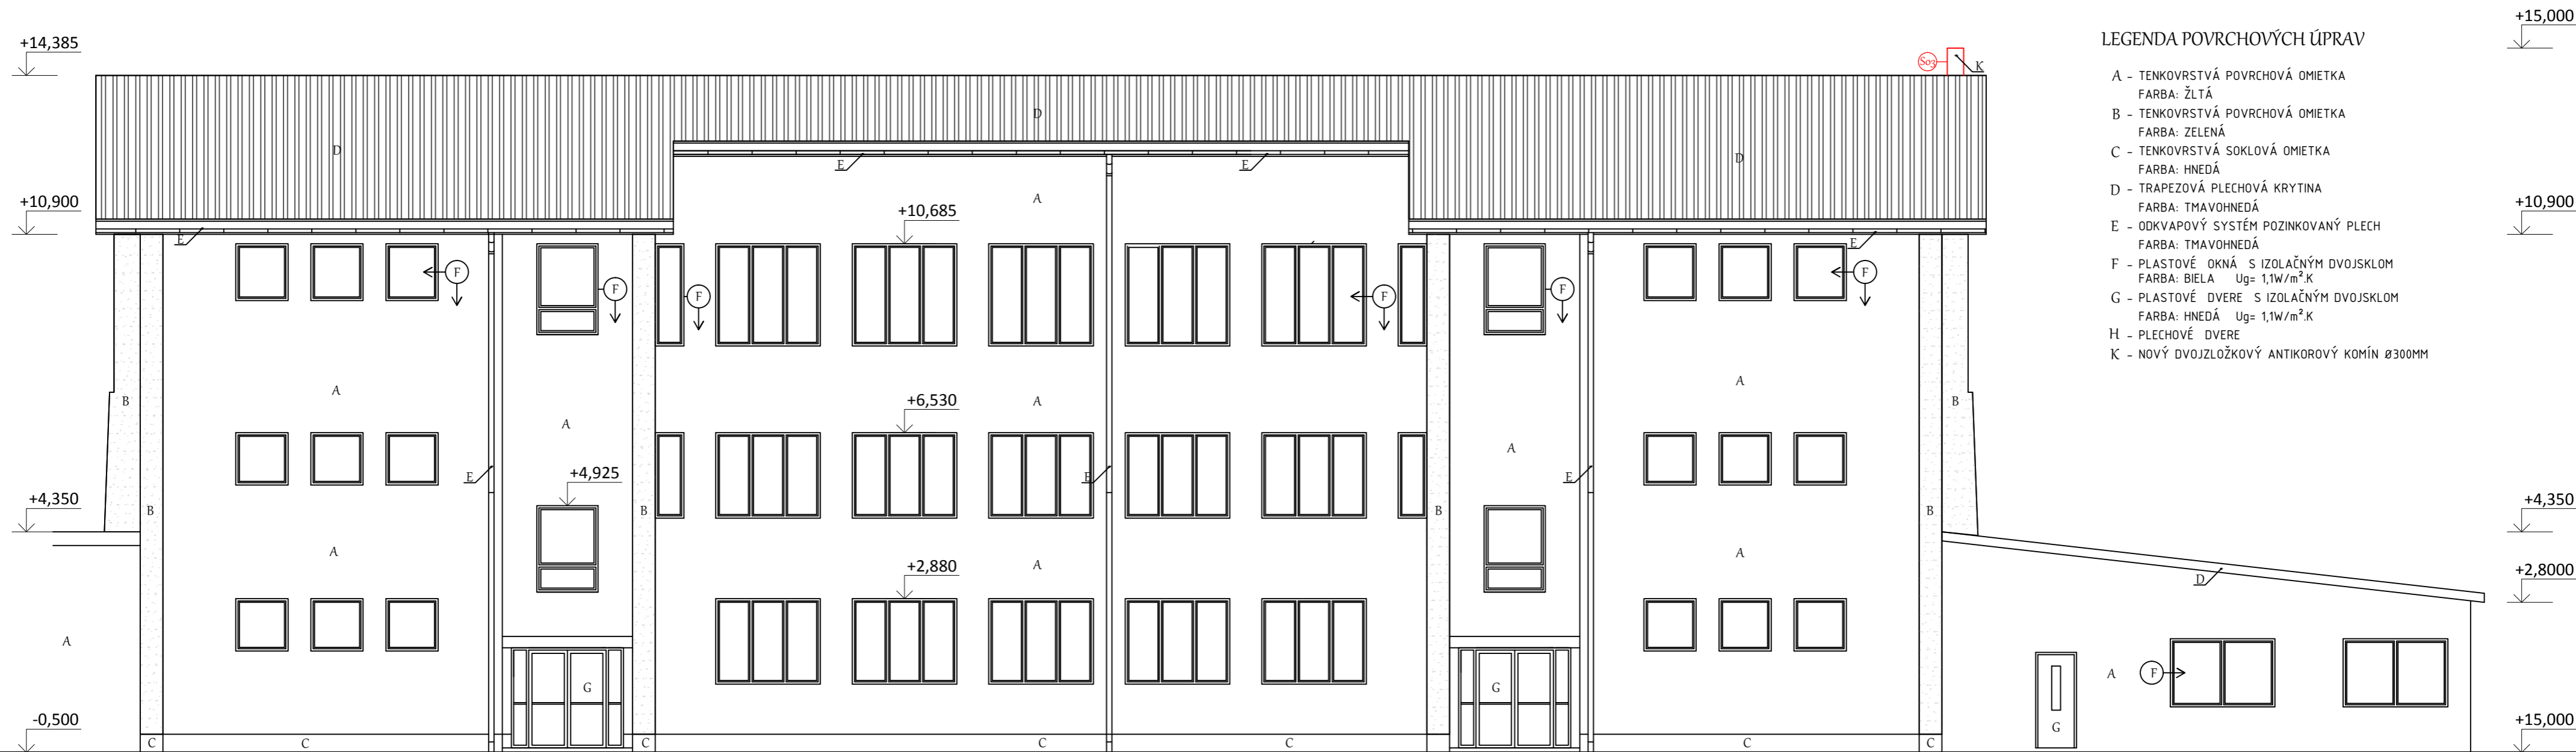 +14,385
+10,900
+4,350
-0,500
+10,685
+6,530
+4,925
+2,880
D
D
D
E
E
E
E
E
E
E
A
A
A
A
A
A
A
A
A
A
A
B
B
B
B
B
B
F
F
F
F
F
F
F
G
G
G
C
C
C
C
C
C
C
D
S03
K
LEGENDA POVRCHOVÝCH ÚPRAV
A - TENKOVRSTVÁ POVRCHOVÁ OMIETKA
FARBA: ŽLTÁ
B - TENKOVRSTVÁ POVRCHOVÁ OMIETKA
FARBA: ZELENÁ
C - TENKOVRSTVÁ SOKLOVÁ OMIETKA
FARBA: HNEDÁ
D - TRAPEZOVÁ PLECHOVÁ KRYTINA
FARBA: TMAVOHNEDÁ
E - ODKVAPOVÝ SYSTÉM POZINKOVANÝ PLECH
FARBA: TMAVOHNEDÁ
F - PLASTOVÉ OKNÁ S IZOLAČNÝM DVOJSKLOM
FARBA: BIELA Ug= 1,1W/m².K
G - PLASTOVÉ DVERE S IZOLAČNÝM DVOJSKLOM
FARBA: HNEDÁ Ug= 1,1W/m².K
H - PLECHOVÉ DVERE
K - NOVÝ DVOJZLOŽKOVÝ ANTIKOROVÝ KOMÍN Ø300MM
+15,000
+10,900
+4,350
+2,8000
+15,000